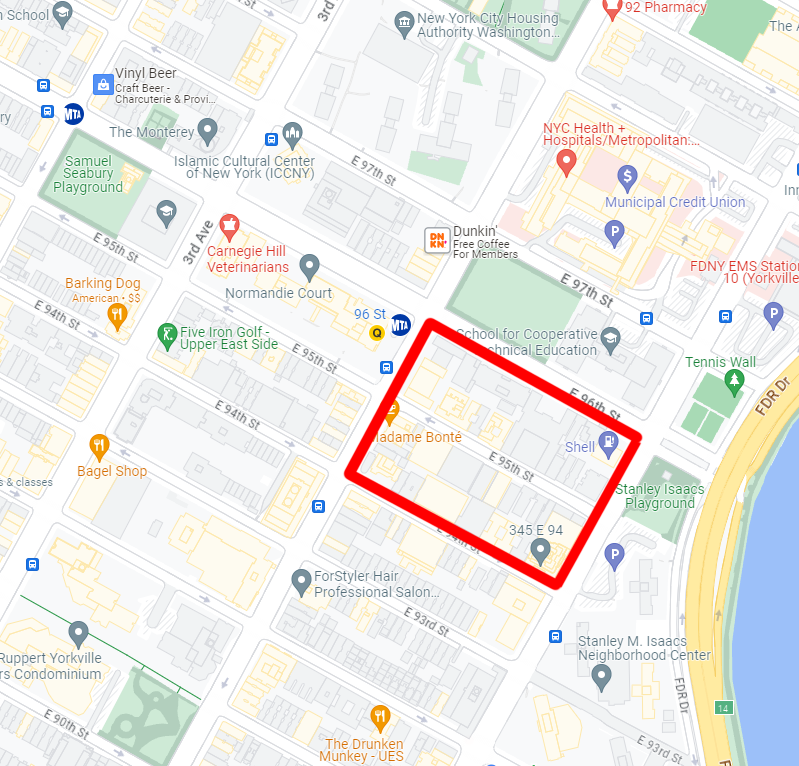 School
New York City Housing
Authority Washington...
3rd
92 Pharmacy
The A
Vinyl Beer
Craft Beer -
Charcuterie & Provi...
MTA
ry
The Monterey
Islamic Cultural Center
of New York (ICCNY)
E 97th St
NYC Health +
Hospitals/Metropolitan:...
Samuel
Seabury
Playground
Municipal Credit Union
Inn
3rd Ave
P
E 95th St
Carnegie Hill
Veterinarians
DN
KN'
Dunkin'
Free Coffee
For Members
FDNY EMS Station
10 (Yorkville
Barking Dog
American • $$
Normandie Court
E 97th St
P
E 94th St
96 St
Q
MTA
Five Iron Golf -
Upper East Side
School for Cooperative
chnical Education
E 95th St
Tennis Wall
E 96th St
FDR Dr
E 94th St
adame Bonté
Shell
Bagel Shop
E 95th St
s & classes
Stanley Isaacs
Playground
345 E 94
E 94th St
P
ForStyler Hair
Professional Salon...
E 93rd St
Stanley M. Isaacs
Neighborhood Center
Ruppert Yorkville
rs Condominium
FDR Dr
14
E 90th St
The Drunken
Munkey - UES
E 93rd St
F